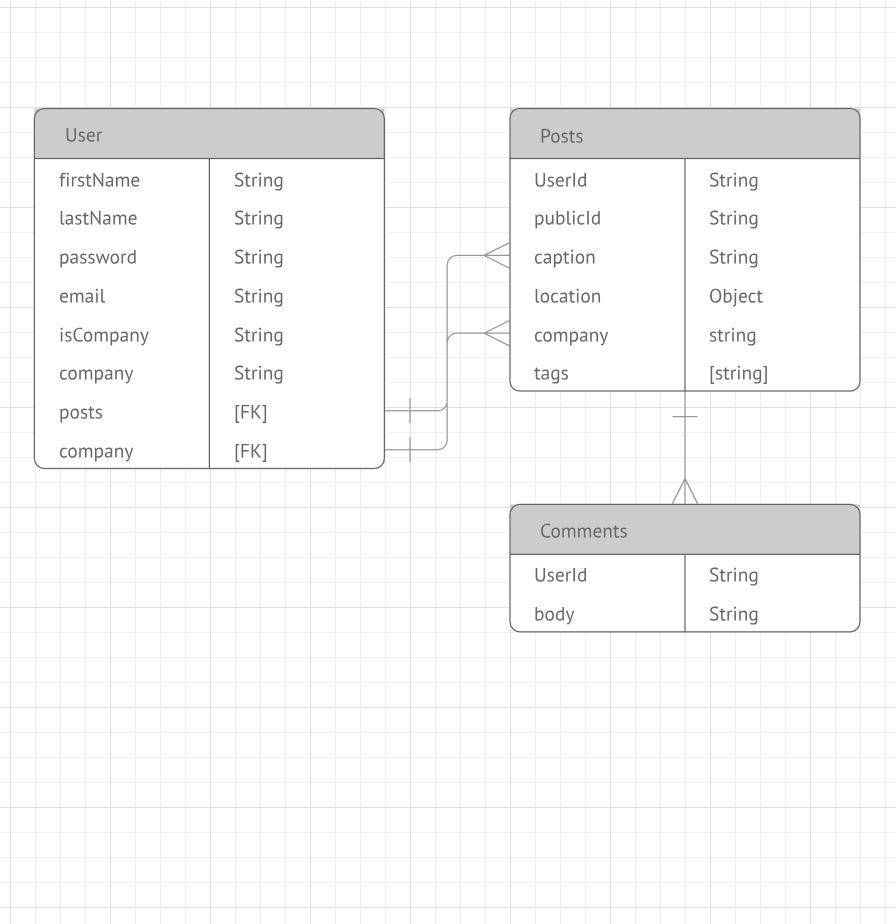 User
firstName String
lastName String
password String
email String
isCompany String
company String
posts [FK]
company [FK]
Posts
UserId String
publicId String
caption String
location Object
company string
tags [string]
Comments
UserId String
body String